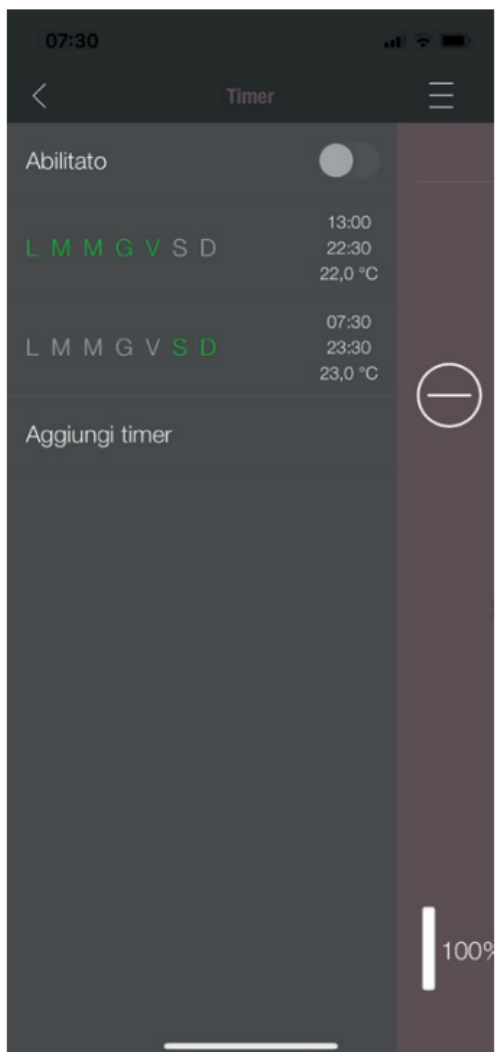 07:30
Timer
Abilitato
L M M G V S D
13:00
22:30
22,0 °C
L M M G V S D
07:30
23:30
23,0 °C
Aggiungi timer
100%